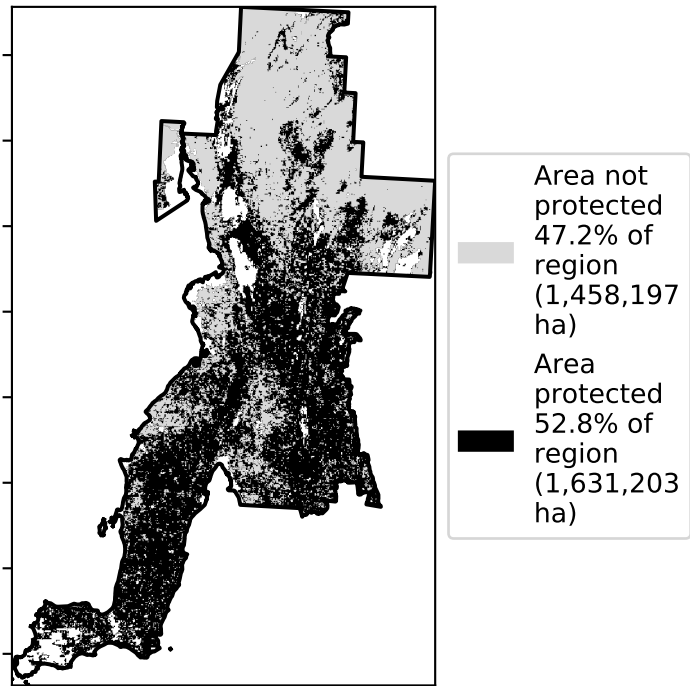 Area not
protected
47.2% of
region
(1,458,197
ha)
Area
protected
52.8% of
region
(1,631,203
ha)